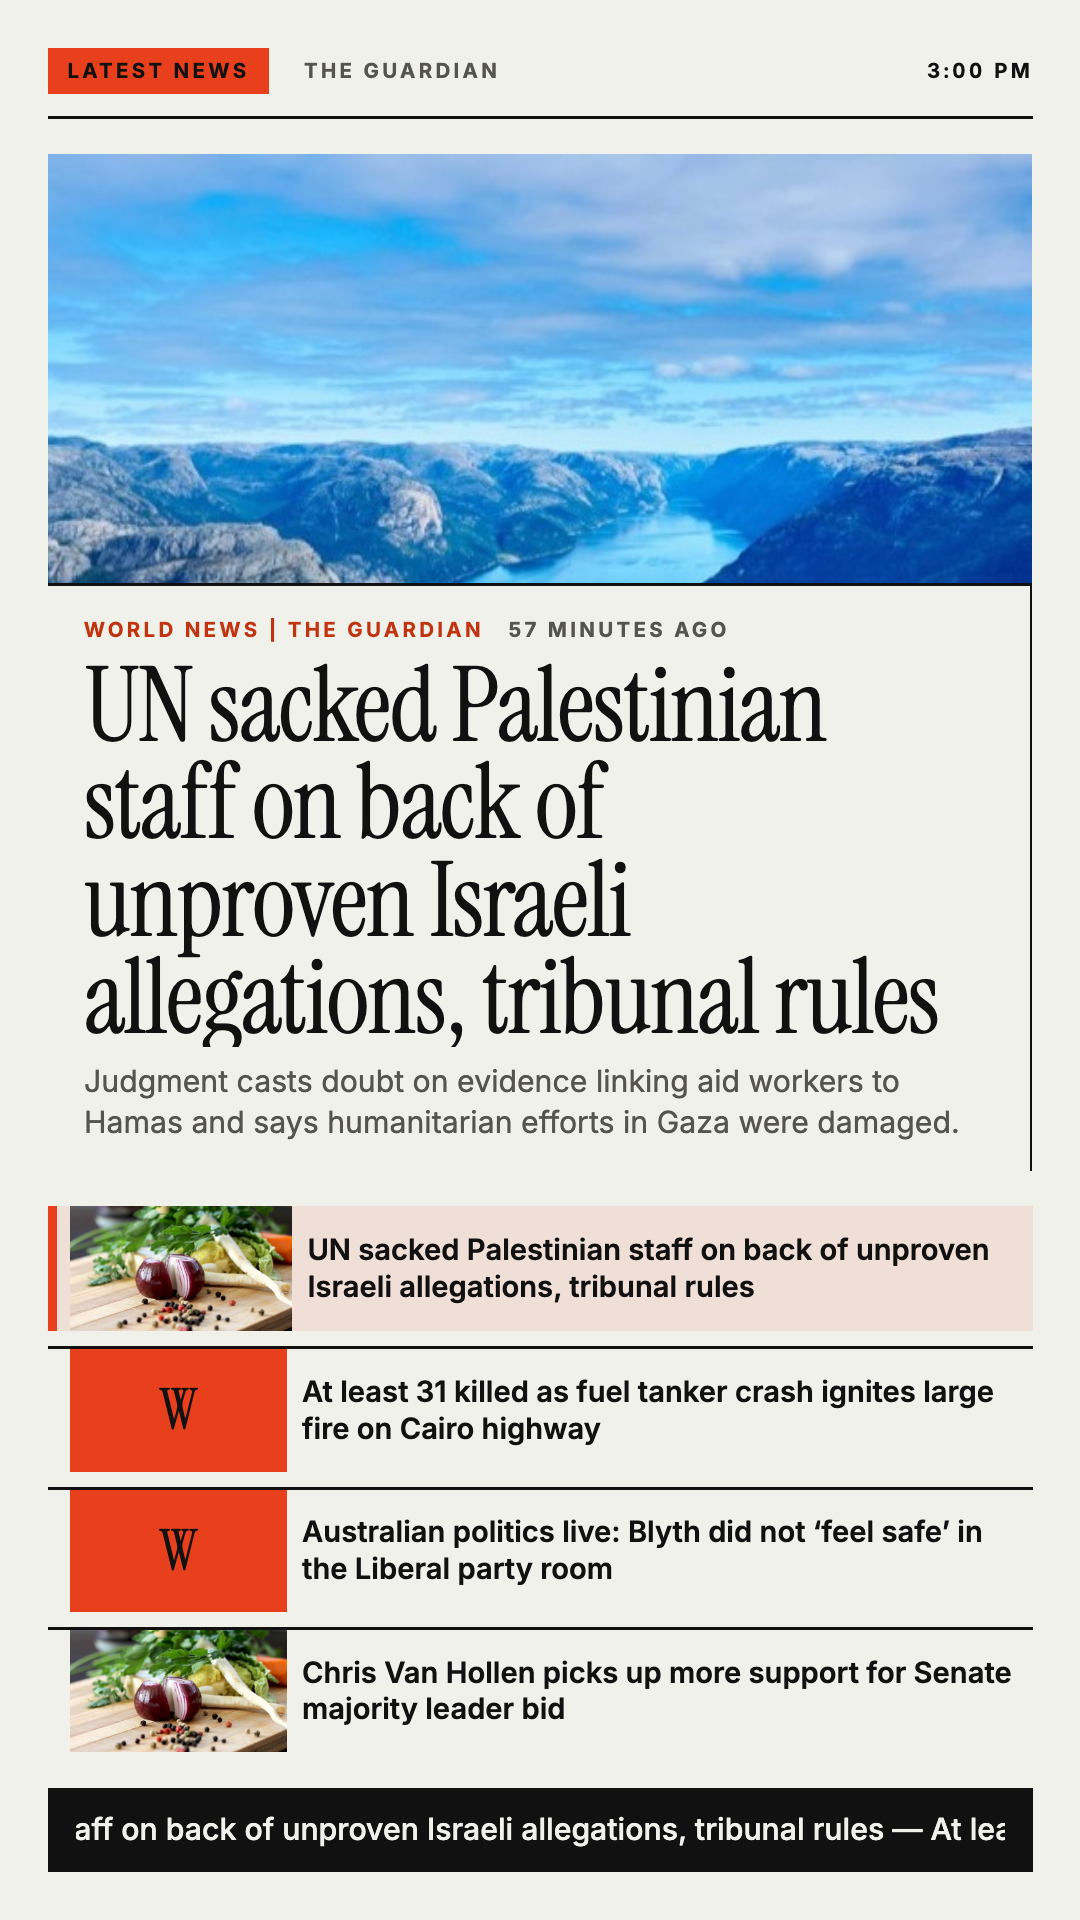 LATEST NEWS
THE GUARDIAN
3:00 PM
WORLD NEWS | THE GUARDIAN 57 MINUTES AGO
UN sacked Palestinian
staff on back of
unproven Israeli
allegations, tribunal rules
Judgment casts doubt on evidence linking aid workers to
Hamas and says humanitarian efforts in Gaza were damaged.
UN sacked Palestinian staff on back of unproven
Israeli allegations, tribunal rules
W
At least 31 killed as fuel tanker crash ignites large
fire on Cairo highway
W
Australian politics live: Blyth did not ‘feel safe’ in
the Liberal party room
Chris Van Hollen picks up more support for Senate
majority leader bid
aff on back of unproven Israeli allegations, tribunal rules — At lea